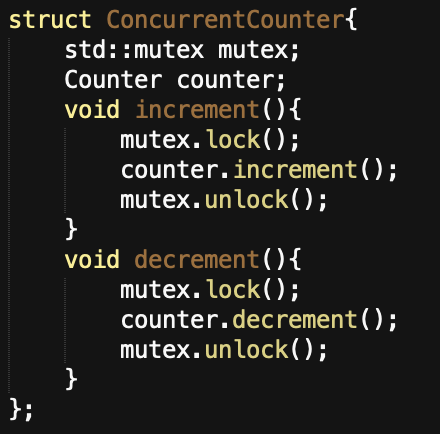 struct ConcurrentCounter{
    std::mutex mutex;
    Counter counter;
    void increment(){
        mutex.lock();
        counter.increment();
        mutex.unlock();
    }
    void decrement(){
        mutex.lock();
        counter.decrement();
        mutex.unlock();
    }
};